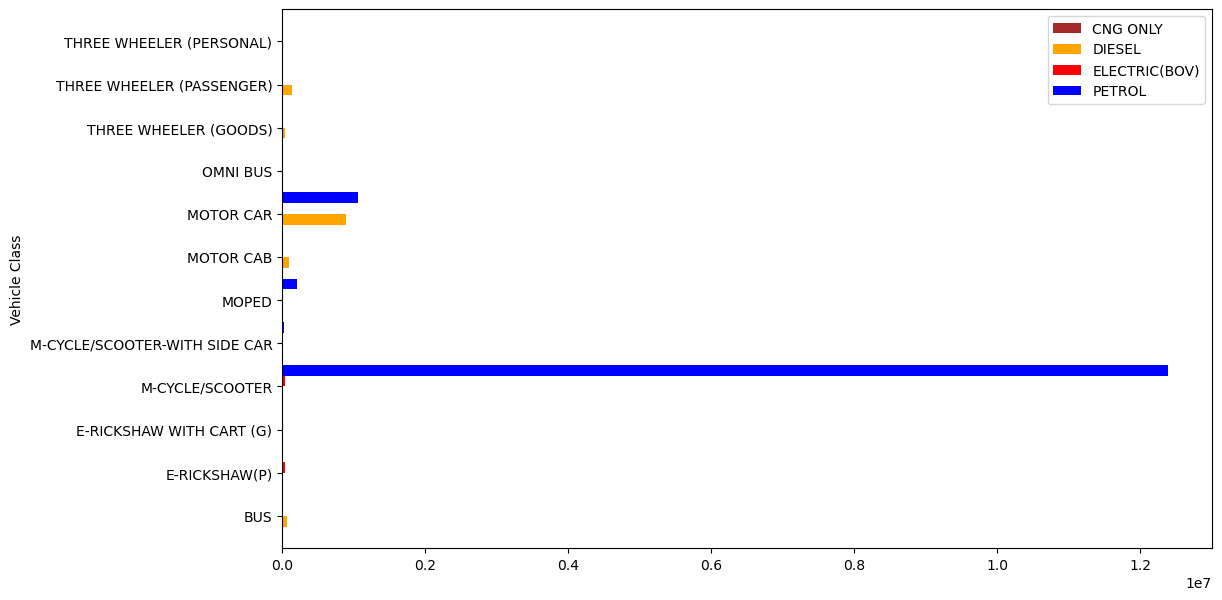 CNG ONLY
DIESEL
ELECTRIC(BOV)
PETROL
THREE WHEELER (PERSONAL)
THREE WHEELER (PASSENGER)
THREE WHEELER (GOODS)
OMNI BUS
MOTOR CAR
MOTOR CAB
MOPED
M-CYCLE/SCOOTER-WITH SIDE CAR
M-CYCLE/SCOOTER
E-RICKSHAW WITH CART (G)
E-RICKSHAW(P)
BUS
Vehicle Class
0.0 0.2 0.4 0.6 0.8 1.0 1.2
1e7